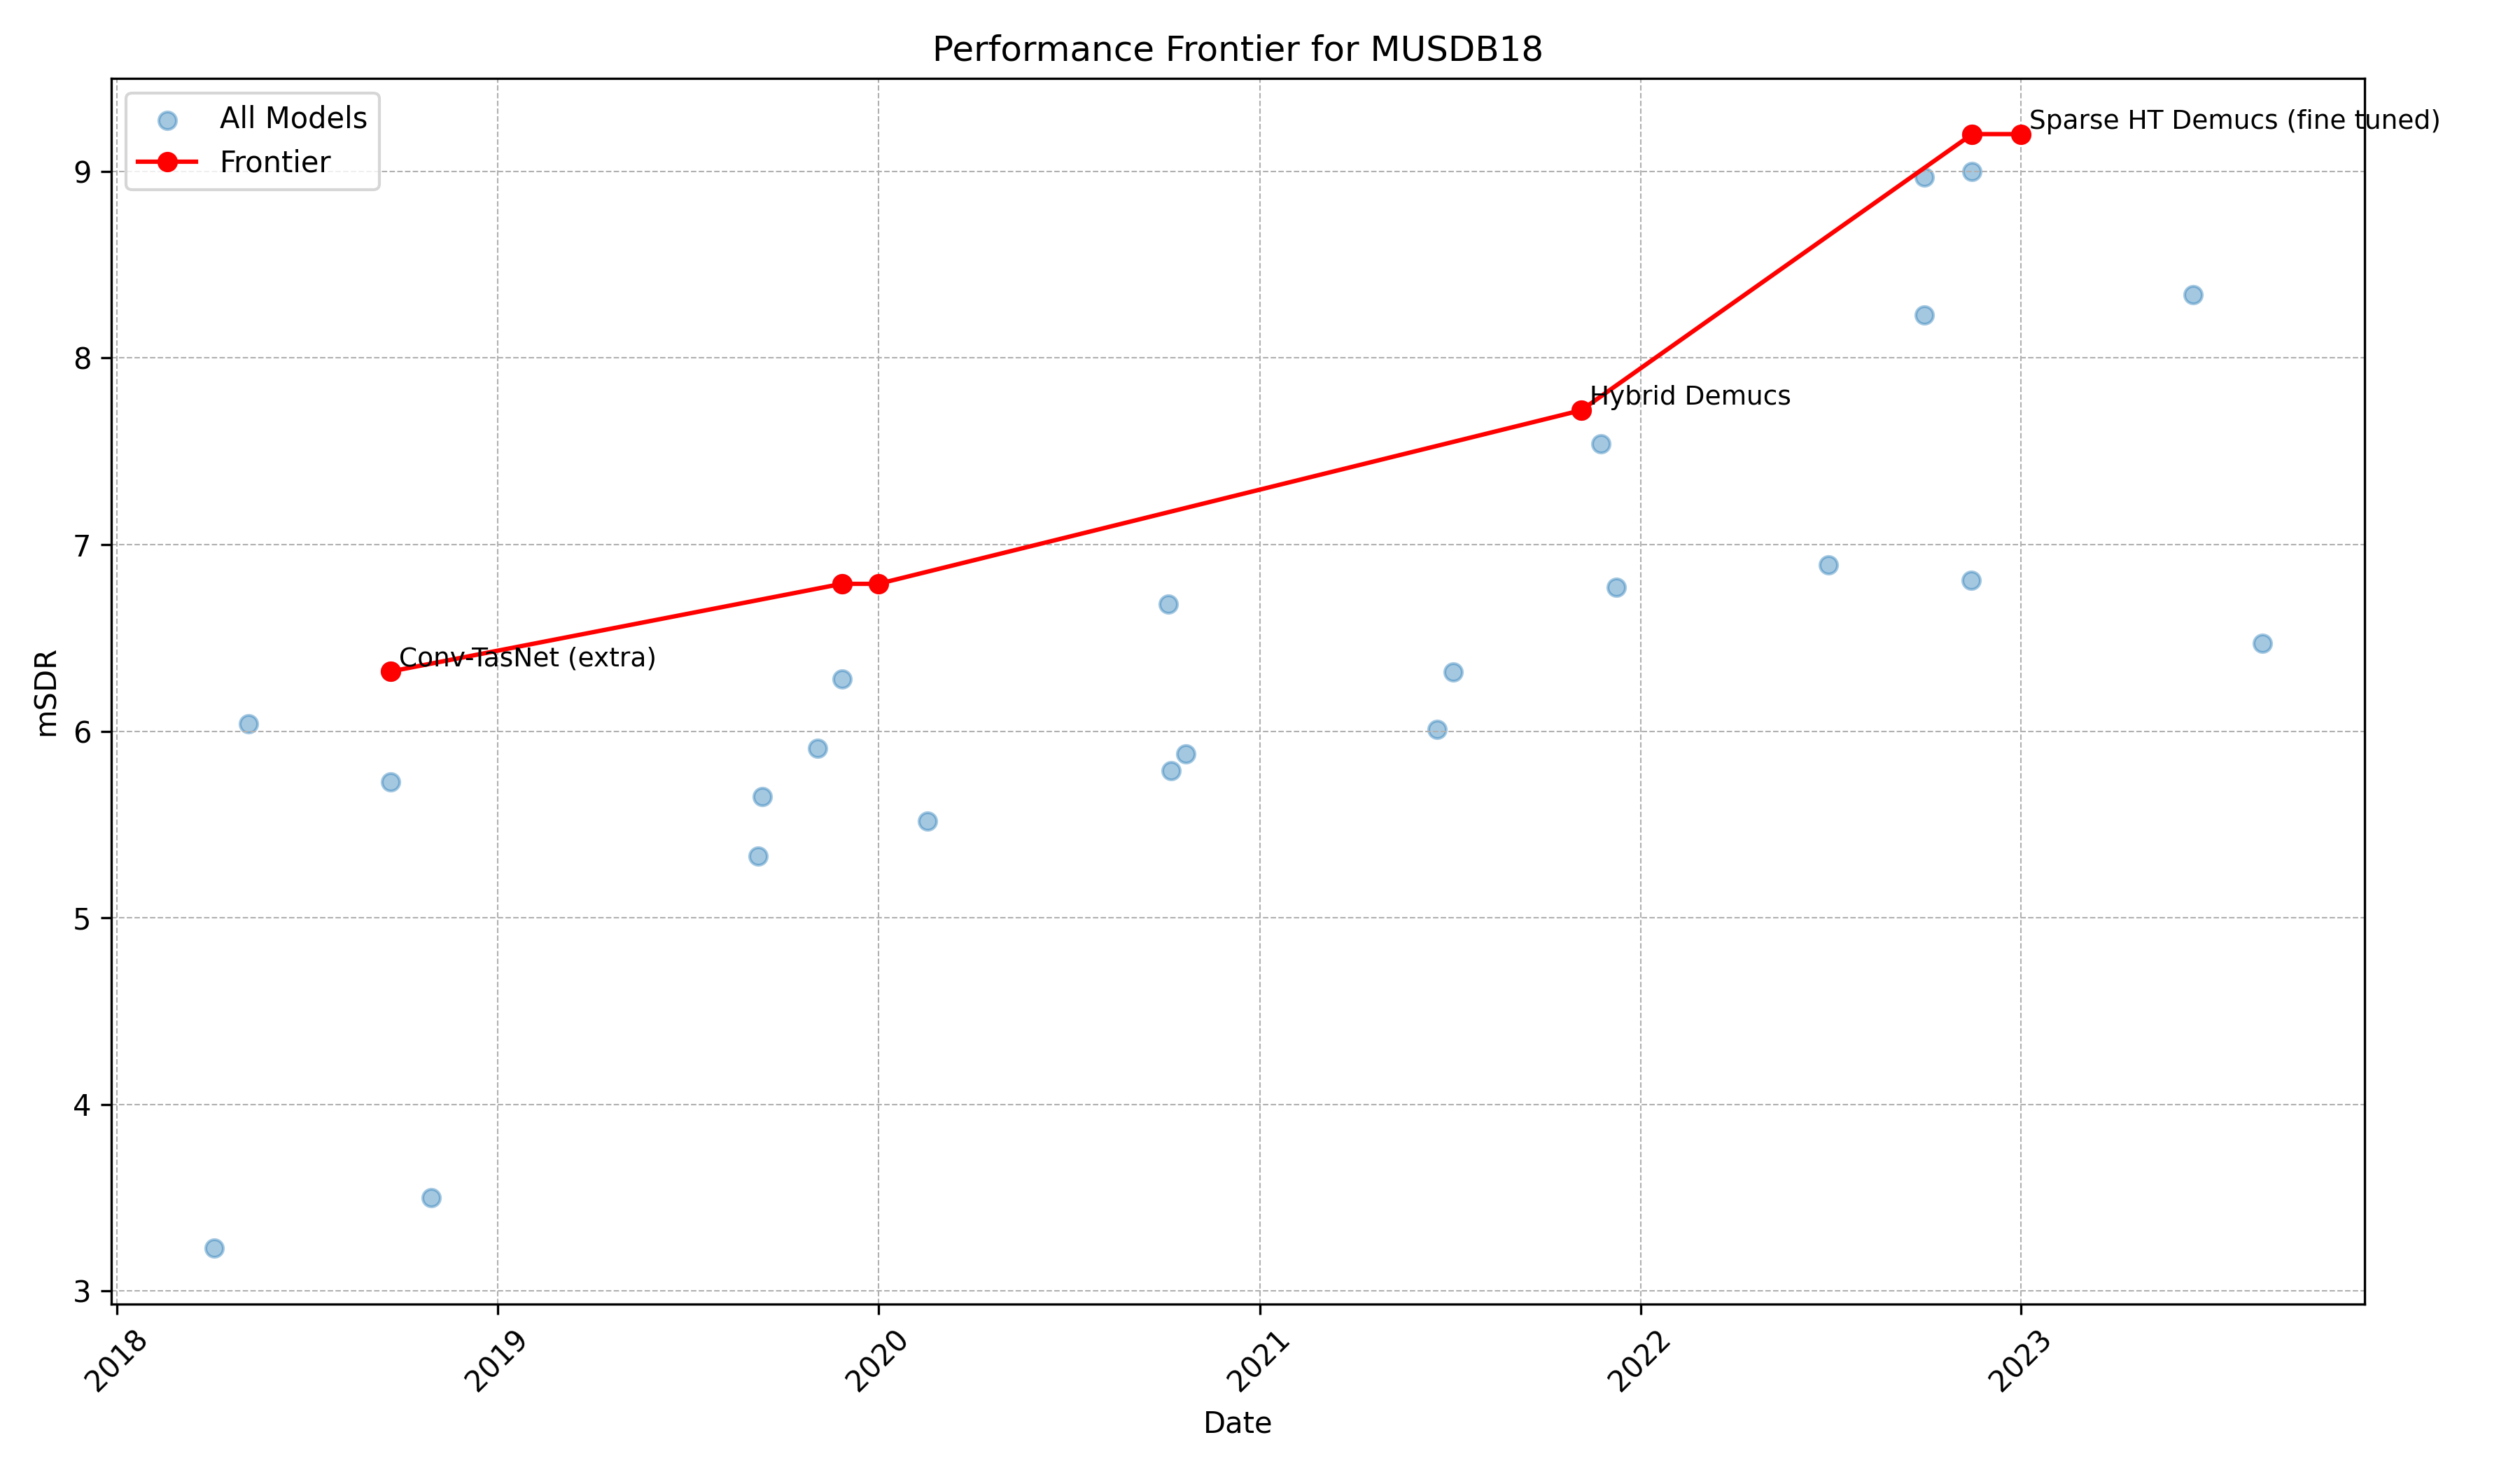 Performance Frontier for MUSDB18
All Models
Frontier
Sparse HT Demucs (fine tuned)
Hybrid Demucs
Conv-TasNet (extra)
mSDR
9
8
7
6
5
4
3
2018
2019
2020
2021
2022
2023
Date